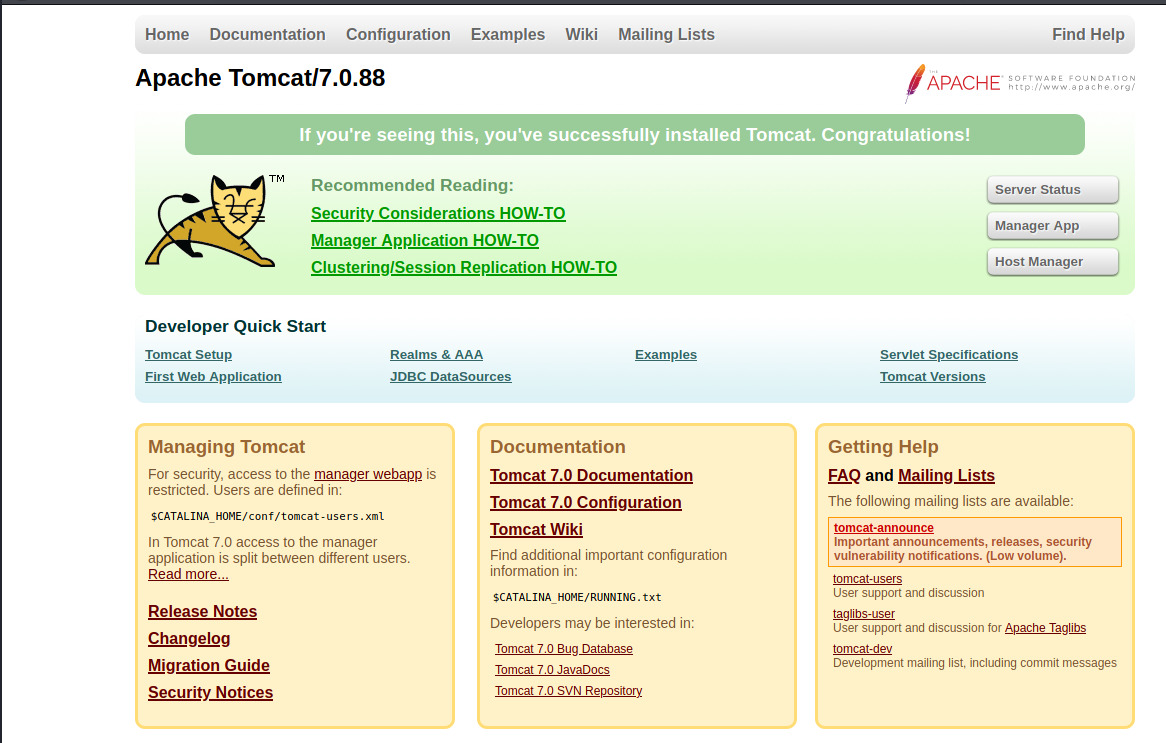 Home Documentation Configuration Examples Wiki Mailing Lists Find Help
Apache Tomcat/7.0.88
THE
APACHE SOFTWARE FOUNDATION
http://www.apache.org/
If you're seeing this, you've successfully installed Tomcat. Congratulations!
TM
Recommended Reading:
Security Considerations HOW-TO
Manager Application HOW-TO
Clustering/Session Replication HOW-TO
Server Status
Manager App
Host Manager
Developer Quick Start
Tomcat Setup
First Web Application
Realms & AAA
JDBC DataSources
Examples
Servlet Specifications
Tomcat Versions
Managing Tomcat
For security, access to the manager webapp is
restricted. Users are defined in:
$CATALINA_HOME/conf/tomcat-users.xml
In Tomcat 7.0 access to the manager
application is split between different users.
Read more...
Release Notes
Changelog
Migration Guide
Security Notices
Documentation
Tomcat 7.0 Documentation
Tomcat 7.0 Configuration
Tomcat Wiki
Find additional important configuration
information in:
$CATALINA_HOME/RUNNING.txt
Developers may be interested in:
Tomcat 7.0 Bug Database
Tomcat 7.0 JavaDocs
Tomcat 7.0 SVN Repository
Getting Help
FAQ and Mailing Lists
The following mailing lists are available:
tomcat-announce
Important announcements, releases, security
vulnerability notifications. (Low volume).
tomcat-users
User support and discussion
taglibs-user
User support and discussion for Apache Taglibs
tomcat-dev
Development mailing list, including commit messages